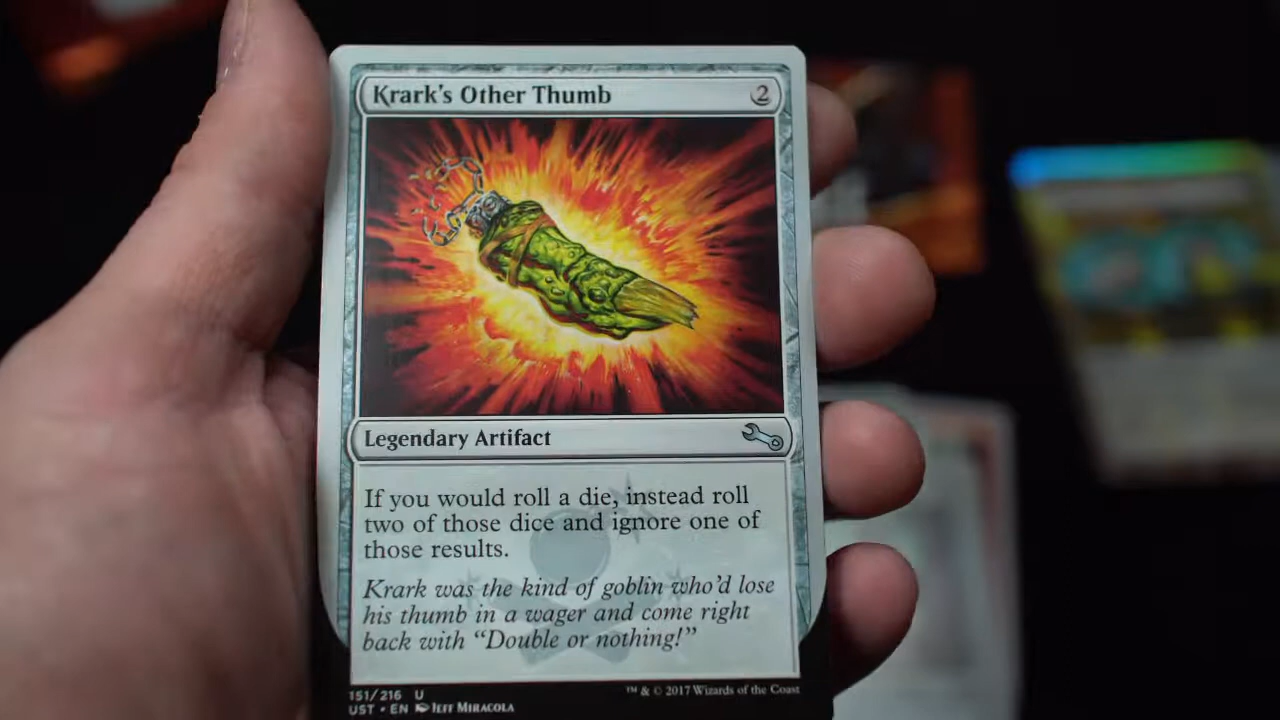 Krark's Other Thumb 2
Legendary Artifact
If you would roll a die, instead roll
two of those dice and ignore one of
those results.
Krark was the kind of goblin who'd lose
his thumb in a wager and come right
back with “Double or nothing!”
151/216 U
™ & © 2017 Wizards of the Coast
UST • EN Jeff Miracola